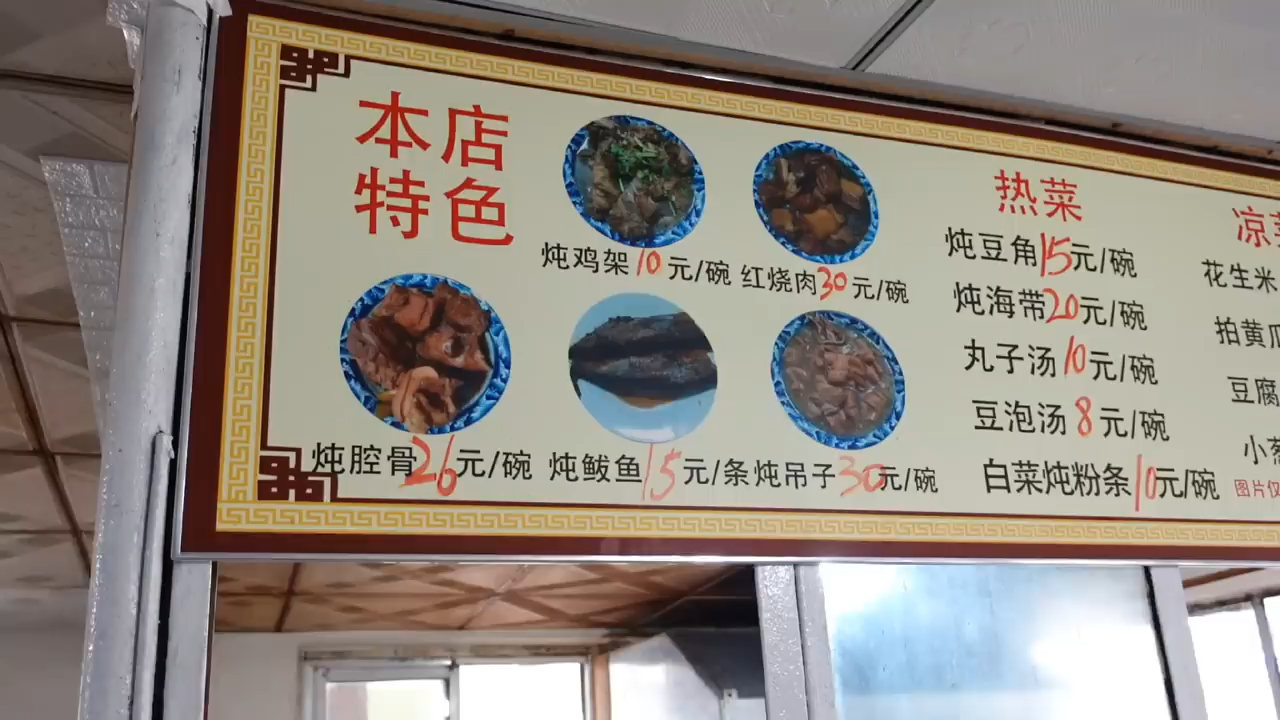 本店
特色
炖鸡架10元/碗
红烧肉30元/碗
炖腔骨26元/碗
炖鲅鱼15元/条
炖吊子30元/碗
热菜
炖豆角15元/碗
炖海带20元/碗
丸子汤10元/碗
豆泡汤8元/碗
白菜炖粉条10元/碗
凉菜
花生米
拍黄瓜
豆腐
小葱
图片仅